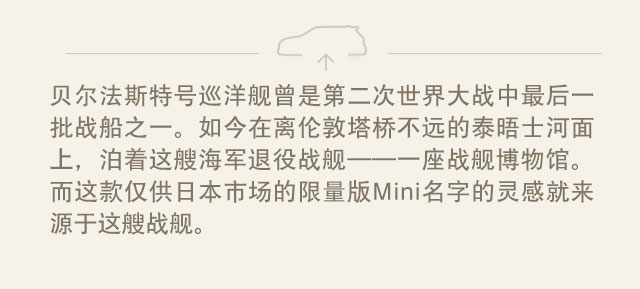 贝尔法斯特号巡洋舰曾是第二次世界大战中最后一
批战船之一。如今在离伦敦塔桥不远的泰晤士河面
上，泊着这艘海军退役战舰——一座战舰博物馆。
而这款仅供日本市场的限量版Mini名字的灵感就来
源于这艘战舰。